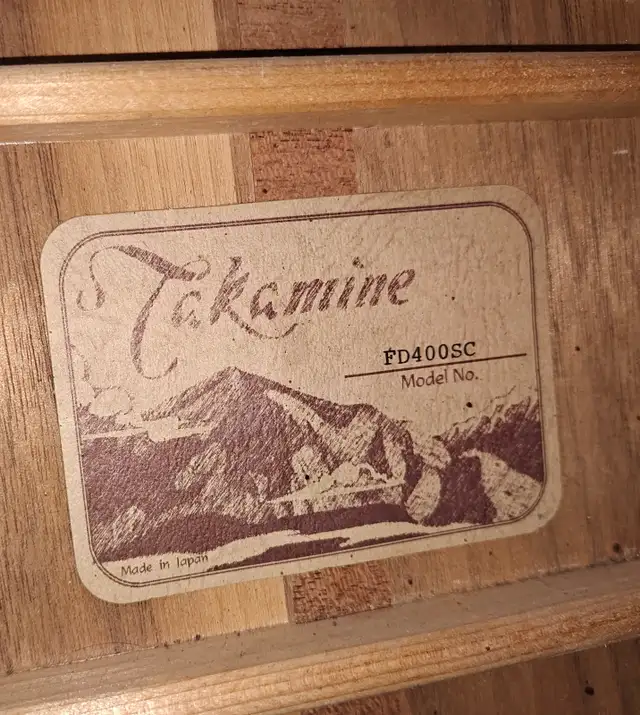 Takamine
FD400SC
Model No.
Made in Japan